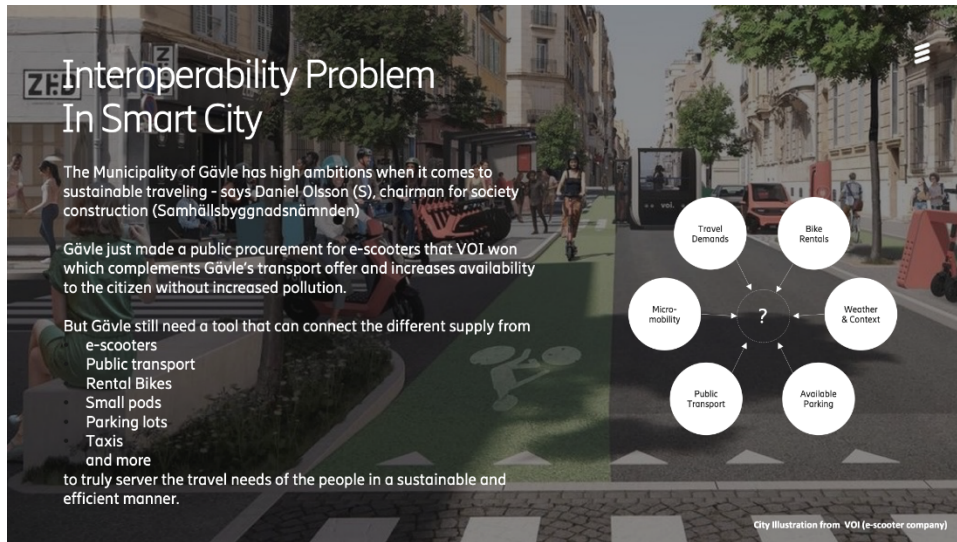 Interoperability Problem
In Smart City
The Municipality of Gävle has high ambitions when it comes to
sustainable traveling - says Daniel Olsson (S), chairman for society
construction (Samhällsbyggnadsnämnden)
Gävle just made a public procurement for e-scooters that VOI won
which complements Gävle's transport offer and increases availability
to the citizen without increased pollution.
But Gävle still need a tool that can connect the different supply from
e-scooters
Public transport
Rental Bikes
• Small pods
• Parking lots
• Taxis
and more
to truly server the travel needs of the people in a sustainable and
efficient manner.
Travel
Demands
Bike
Rentals
Micro-
mobility
?
Weather
& Context
Public
Transport
Available
Parking
voi.
City Illustration from VOI (e-scooter company)